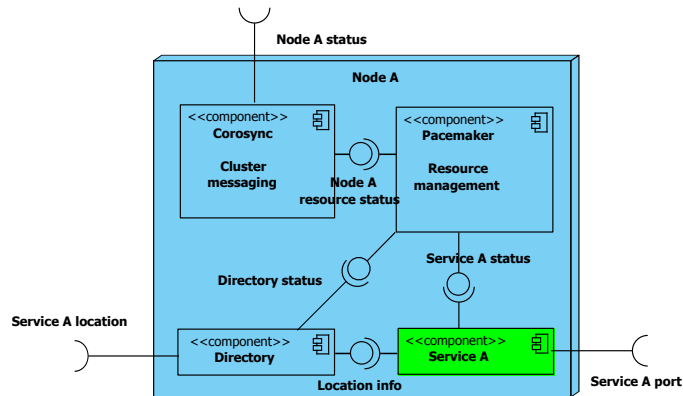 Node A status
Node A
<<component>>
Corosync
Cluster
messaging
<<component>>
Pacemaker
Resource
management
Node A
resource status
Directory status
Service A status
Service A location
<<component>>
Directory
<<component>>
Service A
Location info
Service A port